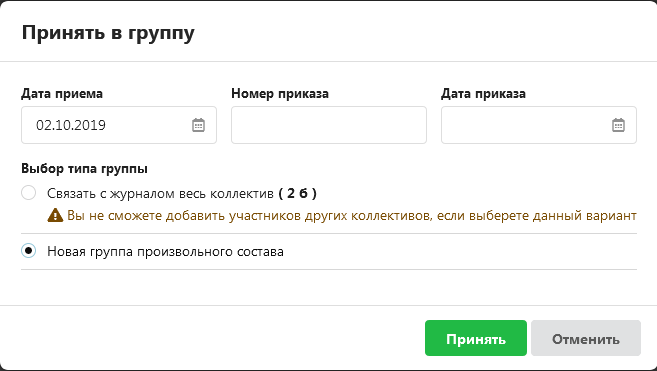 Принять в группу
Дата приема Номер приказа Дата приказа
02.10.2019
Выбор типа группы
Связать с журналом весь коллектив ( 2 б )
Вы не сможете добавить участников других коллективов, если выберете данный вариант
Новая группа произвольного состава
Принять Отменить